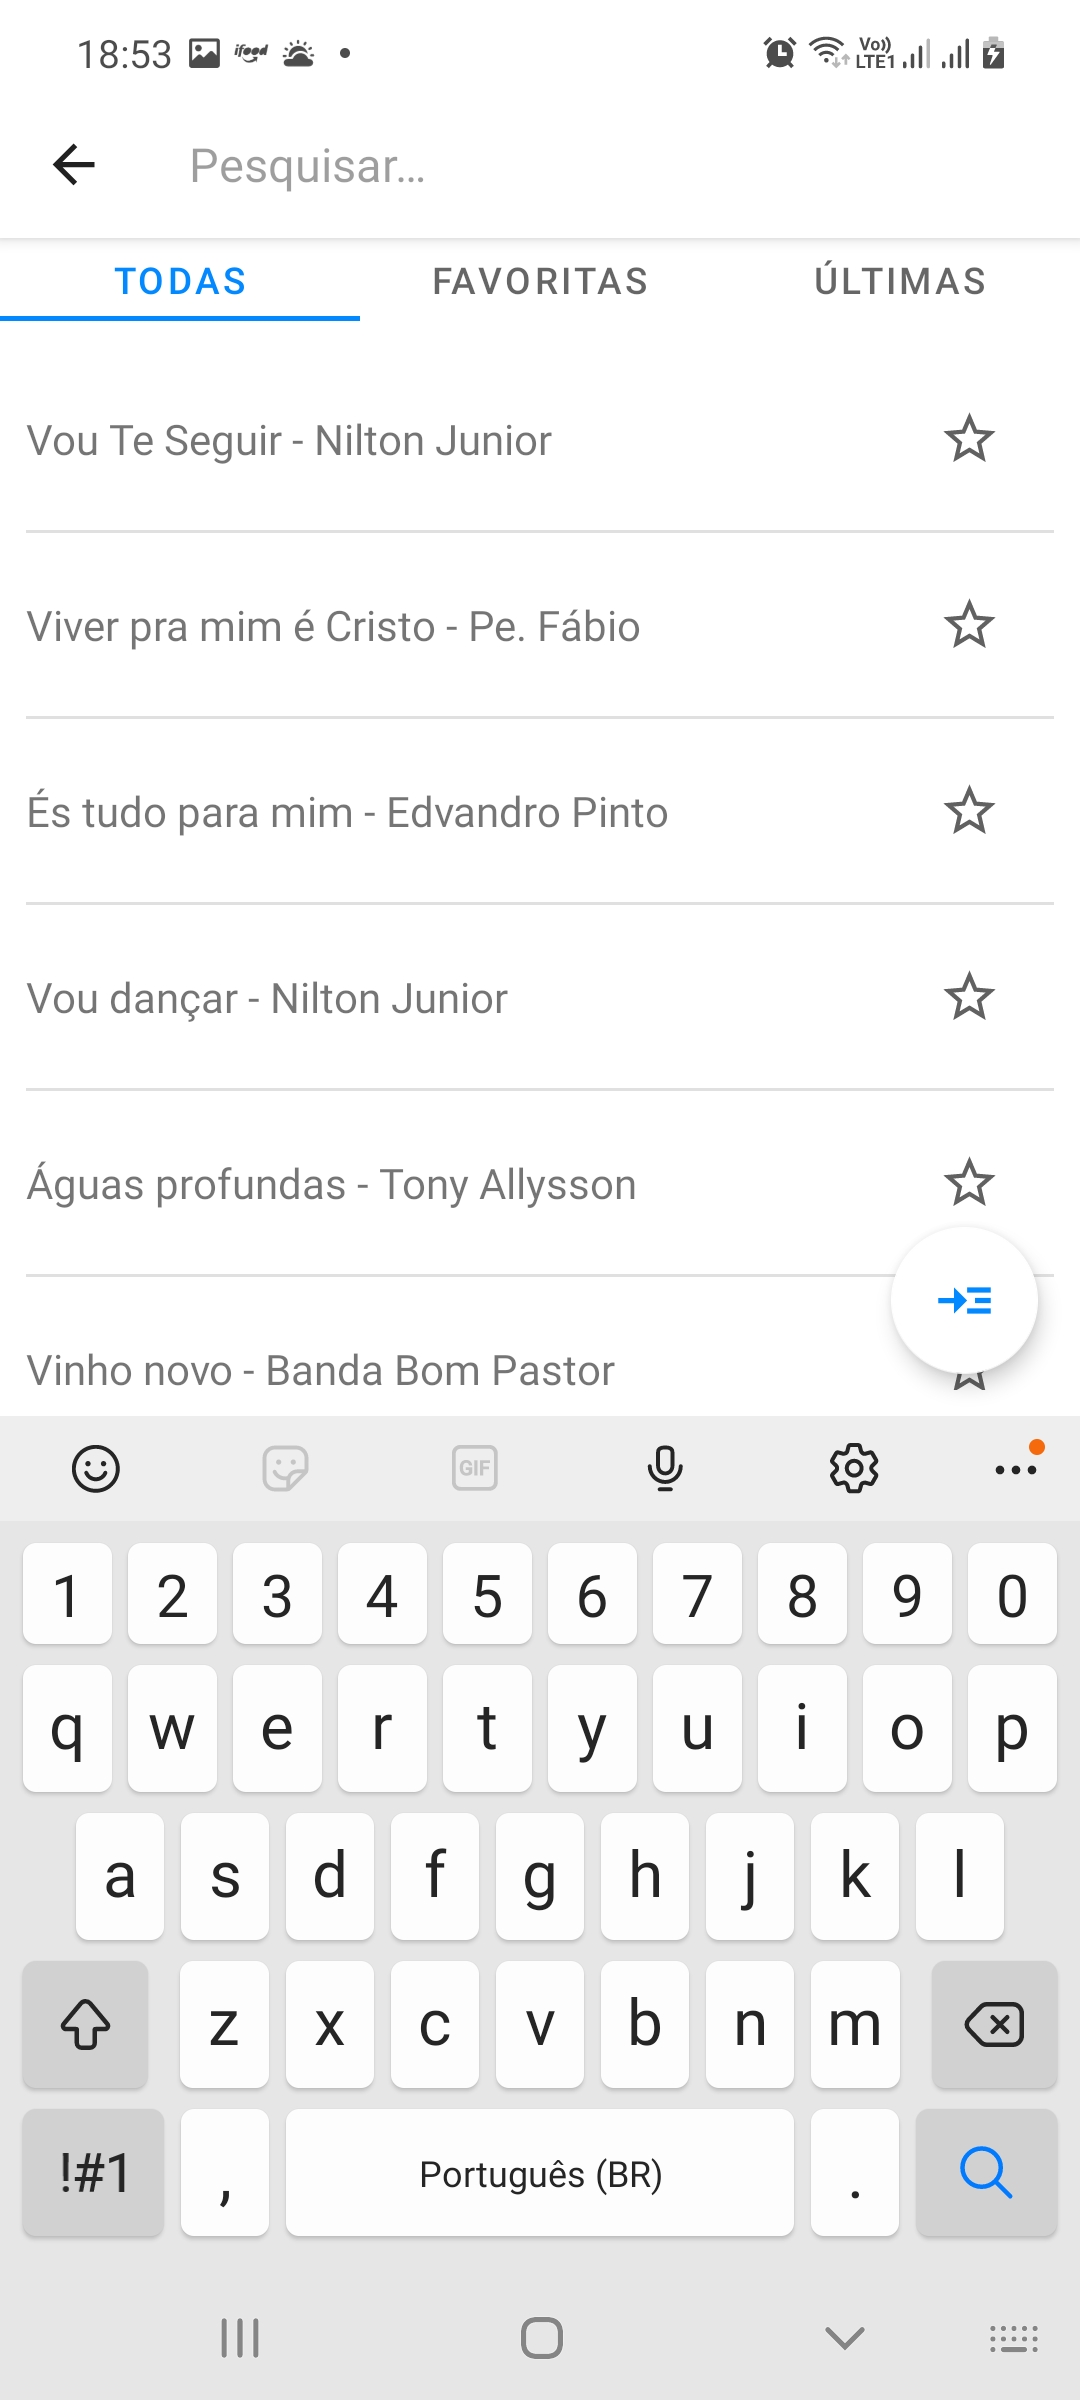 18:53 ifood Vo)) LTE1
Pesquisar...
TODAS FAVORITAS ÚLTIMAS
Vou Te Seguir - Nilton Junior
Viver pra mim é Cristo - Pe. Fábio
És tudo para mim - Edvandro Pinto
Vou dançar - Nilton Junior
Águas profundas - Tony Allysson
Vinho novo - Banda Bom Pastor
GIF
1 2 3 4 5 6 7 8 9 0
q w e r t y u i o p
a s d f g h j k l
z x c v b n m
!#1 , Português (BR) .